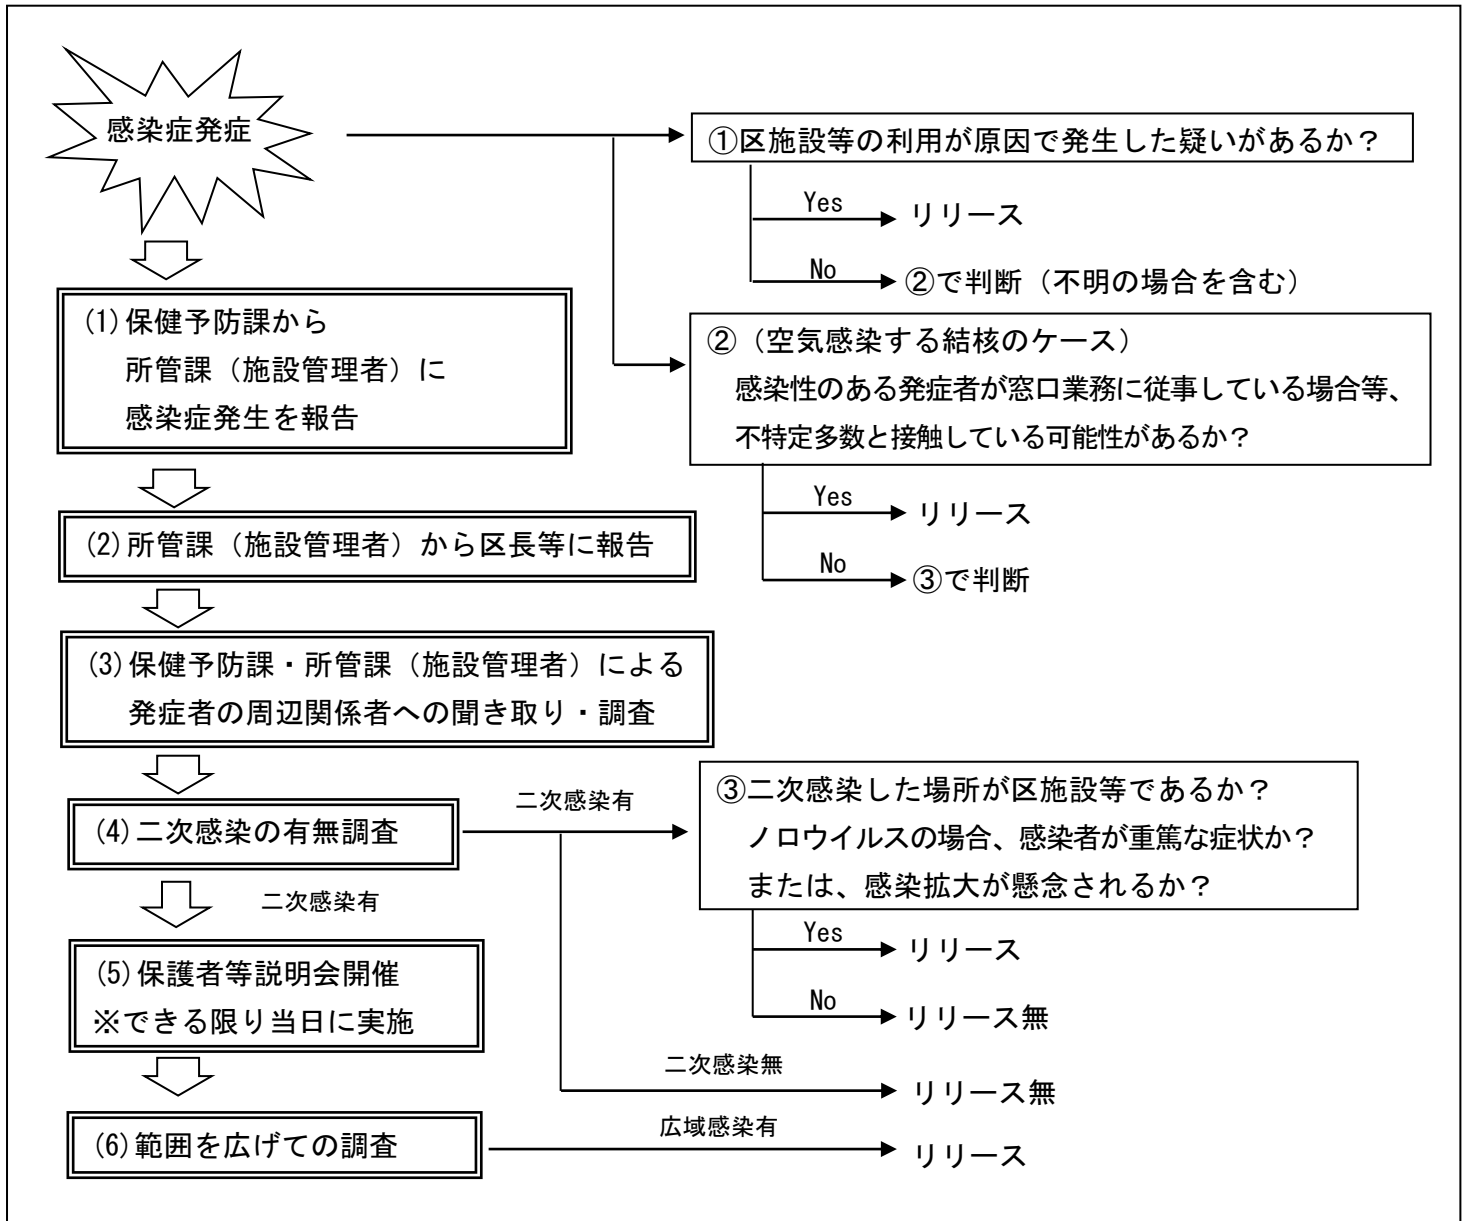 感染症発症
①区施設等の利用が原因で発生した疑いがあるか？
Yes
リリース
No
②で判断（不明の場合を含む）
②（空気感染する結核のケース）
感染性のある発症者が窓口業務に従事している場合等、
不特定多数と接触している可能性があるか？
Yes
リリース
No
③で判断
(1)保健予防課から
所管課（施設管理者）に
感染症発生を報告
(2)所管課（施設管理者）から区長等に報告
(3)保健予防課・所管課（施設管理者）による
発症者の周辺関係者への聞き取り・調査
(4)二次感染の有無調査
二次感染有
③二次感染した場所が区施設等であるか？
ノロウイルスの場合、感染者が重篤な症状か？
または、感染拡大が懸念されるか？
Yes
リリース
No
リリース無
二次感染無
リリース無
二次感染有
(5)保護者等説明会開催
※できる限り当日に実施
(6)範囲を広げての調査
広域感染有
リリース